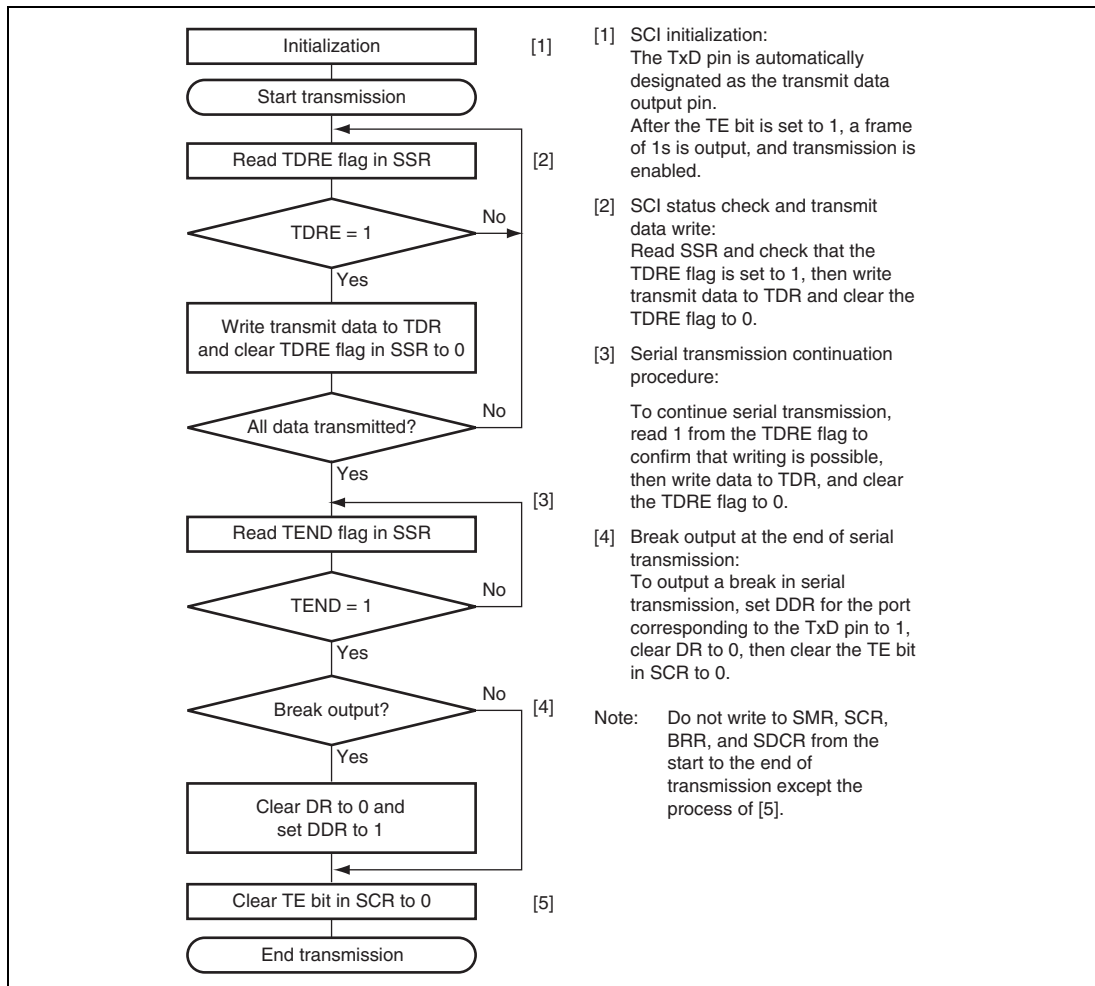 Initialization
[1]
Start transmission
Read TDRE flag in SSR
[2]
No
TDRE = 1
Yes
Write transmit data to TDR
and clear TDRE flag in SSR to 0
No
All data transmitted?
Yes
[3]
Read TEND flag in SSR
No
TEND = 1
Yes
No
[4]
Break output?
Yes
Clear DR to 0 and
set DDR to 1
Clear TE bit in SCR to 0
[5]
End transmission
[1] SCI initialization:
The TxD pin is automatically
designated as the transmit data
output pin.
After the TE bit is set to 1, a frame
of 1s is output, and transmission is
enabled.
[2] SCI status check and transmit
data write:
Read SSR and check that the
TDRE flag is set to 1, then write
transmit data to TDR and clear the
TDRE flag to 0.
[3] Serial transmission continuation
procedure:
To continue serial transmission,
read 1 from the TDRE flag to
confirm that writing is possible,
then write data to TDR, and clear
the TDRE flag to 0.
[4] Break output at the end of serial
transmission:
To output a break in serial
transmission, set DDR for the port
corresponding to the TxD pin to 1,
clear DR to 0, then clear the TE bit
in SCR to 0.
Note: Do not write to SMR, SCR,
BRR, and SDCR from the
start to the end of
transmission except the
process of [5].